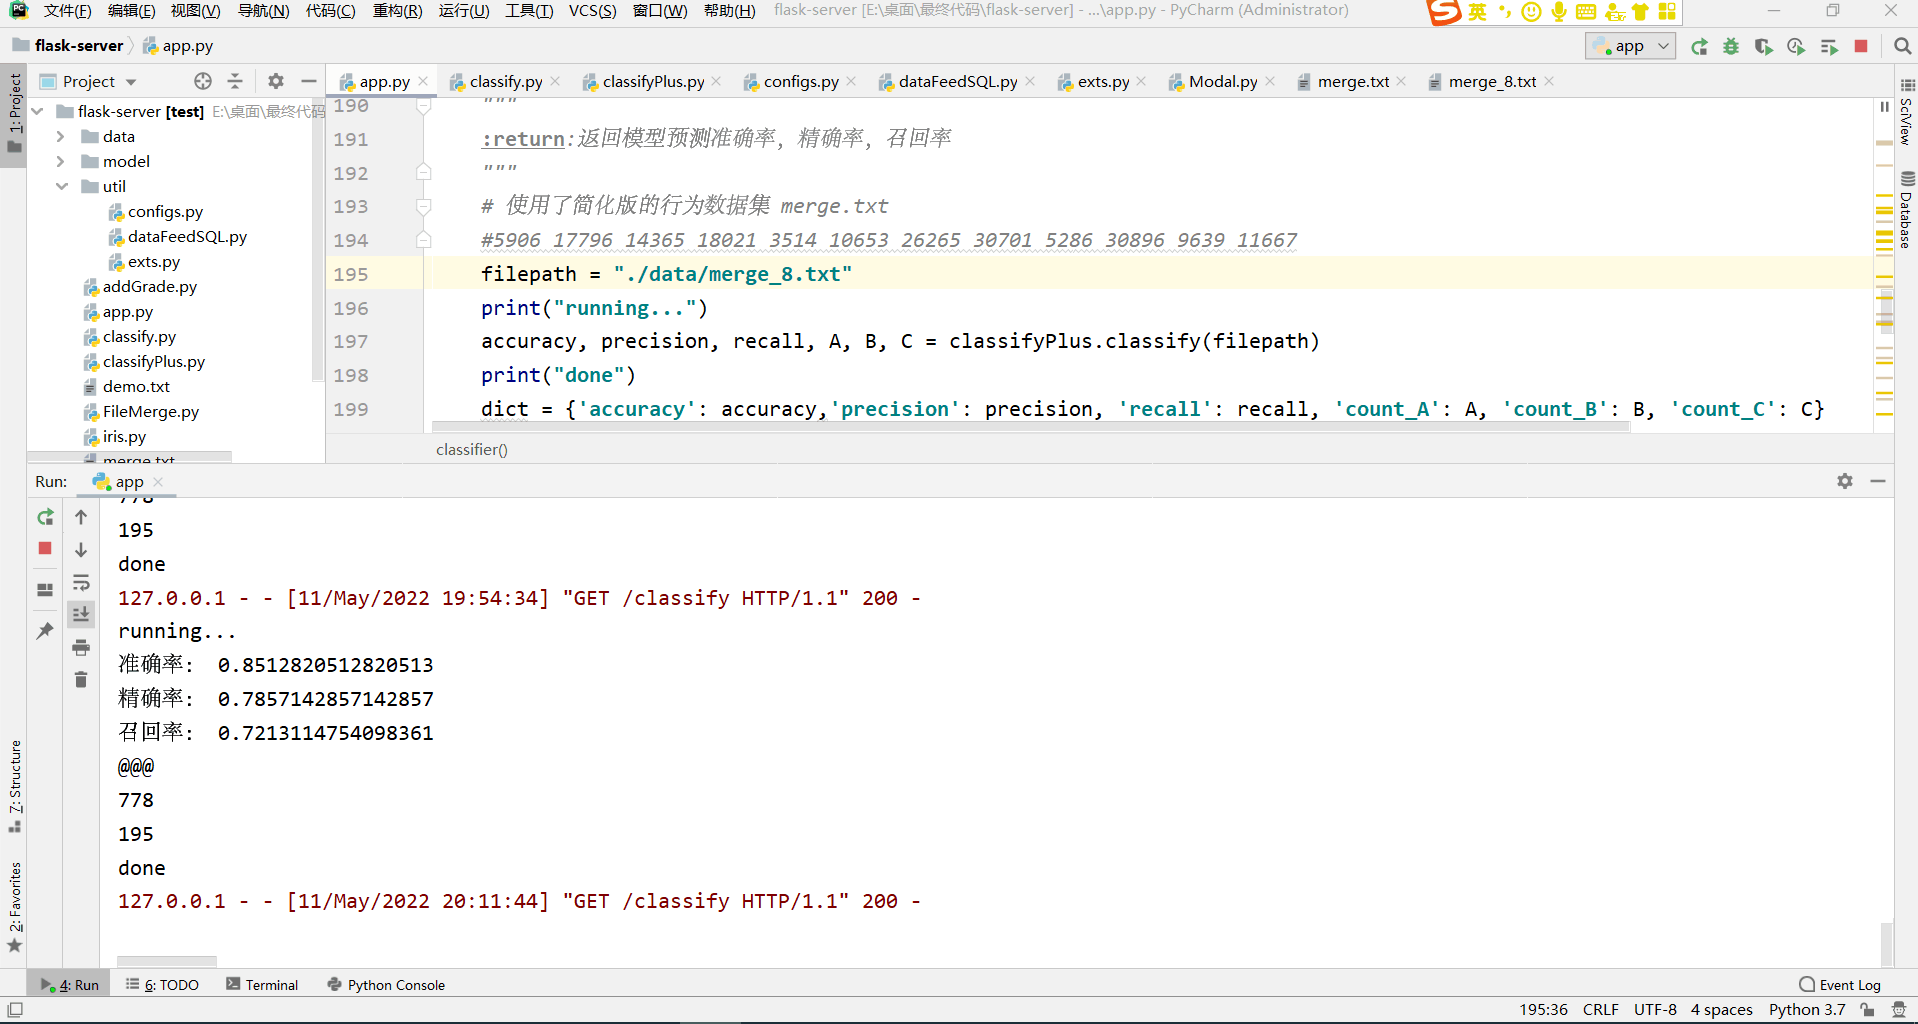 文件(F) 编辑(E) 视图(V) 导航(N) 代码(C) 重构(R) 运行(U) 工具(T) VCS(S) 窗口(W) 帮助(H) flask-server [E:\桌面\最终代码\flask-server] - ...\app.py - PyCharm (Administrator)
英
flask-server app.py
app
Project
app.py classify.py classifyPlus.py configs.py dataFeedSQL.py exts.py Modal.py merge.txt merge_8.txt
1: Project
7: Structure
2: Favorites
SciView
Database
flask-server [test] E:\桌面\最终代码
data
model
util
configs.py
dataFeedSQL.py
exts.py
addGrade.py
app.py
classify.py
classifyPlus.py
demo.txt
FileMerge.py
iris.py
merge.txt
190 """
191 :return:返回模型预测准确率，精确率，召回率
192 """
193 # 使用了简化版的行为数据集 merge.txt
194 #5906 17796 14365 18021 3514 10653 26265 30701 5286 30896 9639 11667
195 filepath = "./data/merge_8.txt"
196 print("running...")
197 accuracy, precision, recall, A, B, C = classifyPlus.classify(filepath)
198 print("done")
199 dict = {'accuracy': accuracy,'precision': precision, 'recall': recall, 'count_A': A, 'count_B': B, 'count_C': C}
classifier()
Run: app
778
195
done
127.0.0.1 - - [11/May/2022 19:54:34] "GET /classify HTTP/1.1" 200 -
running...
准确率: 0.8512820512820513
精确率: 0.7857142857142857
召回率: 0.7213114754098361
@@@
778
195
done
127.0.0.1 - - [11/May/2022 20:11:44] "GET /classify HTTP/1.1" 200 -
4: Run 6: TODO Terminal Python Console Event Log
195:36 CRLF UTF-8 4 spaces Python 3.7